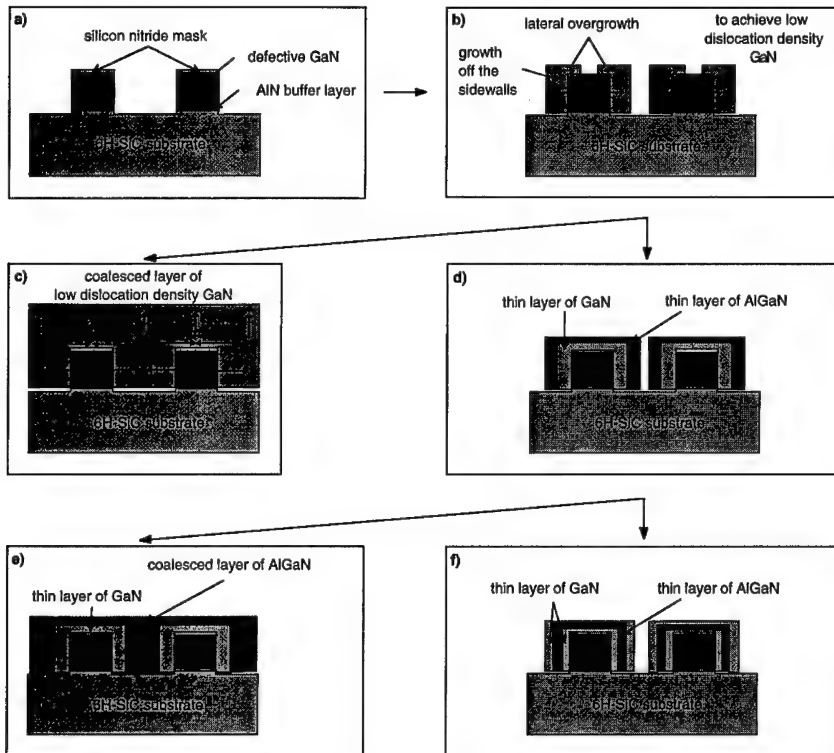 a)
silicon nitride mask
defective GaN
AlN buffer layer
6H-SiC substrate
b)
lateral overgrowth
to achieve low
dislocation density
GaN
growth
off the
sidewalls
6H-SiC substrate
c)
coalesced layer of
low dislocation density GaN
6H-SiC substrate
d)
thin layer of GaN
thin layer of AlGaN
6H-SiC substrate
e)
coalesced layer of AlGaN
thin layer of GaN
6H-SiC substrate
f)
thin layer of GaN
thin layer of AlGaN
6H-SiC substrate